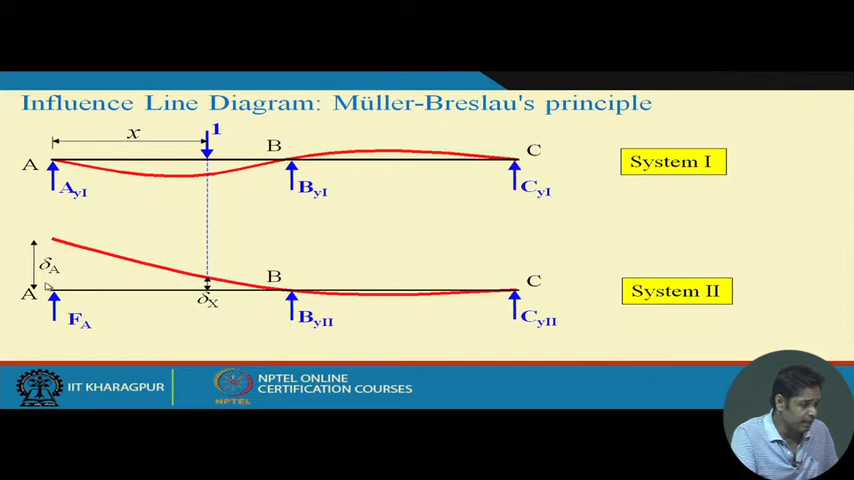 Influence Line Diagram: Müller-Breslau's principle
x
1
A
B
C
System I
AyI
ByI
CyI
δA
A
B
C
System II
δX
FA
ByII
CyII
IIT KHARAGPUR
NPTEL
NPTEL ONLINE
CERTIFICATION COURSES